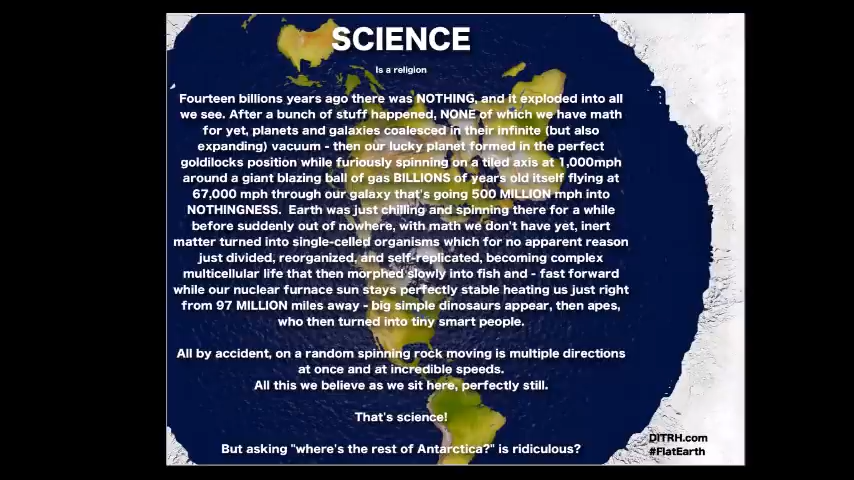 SCIENCE
Is a religion
Fourteen billions years ago there was NOTHING, and it exploded into all
we see. After a bunch of stuff happened, NONE of which we have math
for yet, planets and galaxies coalesced in their infinite (but also
expanding) vacuum - then our lucky planet formed in the perfect
goldilocks position while furiously spinning on a tiled axis at 1,000mph
around a giant blazing ball of gas BILLIONS of years old itself flying at
67,000 mph through our galaxy that's going 500 MILLION mph into
NOTHINGNESS. Earth was just chilling and spinning there for a while
before suddenly out of nowhere, with math we don't have yet, inert
matter turned into single-celled organisms which for no apparent reason
just divided, reorganized, and self-replicated, becoming complex
multicellular life that then morphed slowly into fish and - fast forward
while our nuclear furnace sun stays perfectly stable heating us just right
from 97 MILLION miles away - big simple dinosaurs appear, then apes,
who then turned into tiny smart people.
All by accident, on a random spinning rock moving is multiple directions
at once and at incredible speeds.
All this we believe as we sit here, perfectly still.
That's science!
But asking "where's the rest of Antarctica?" is ridiculous?
DITRH.com
#FlatEarth